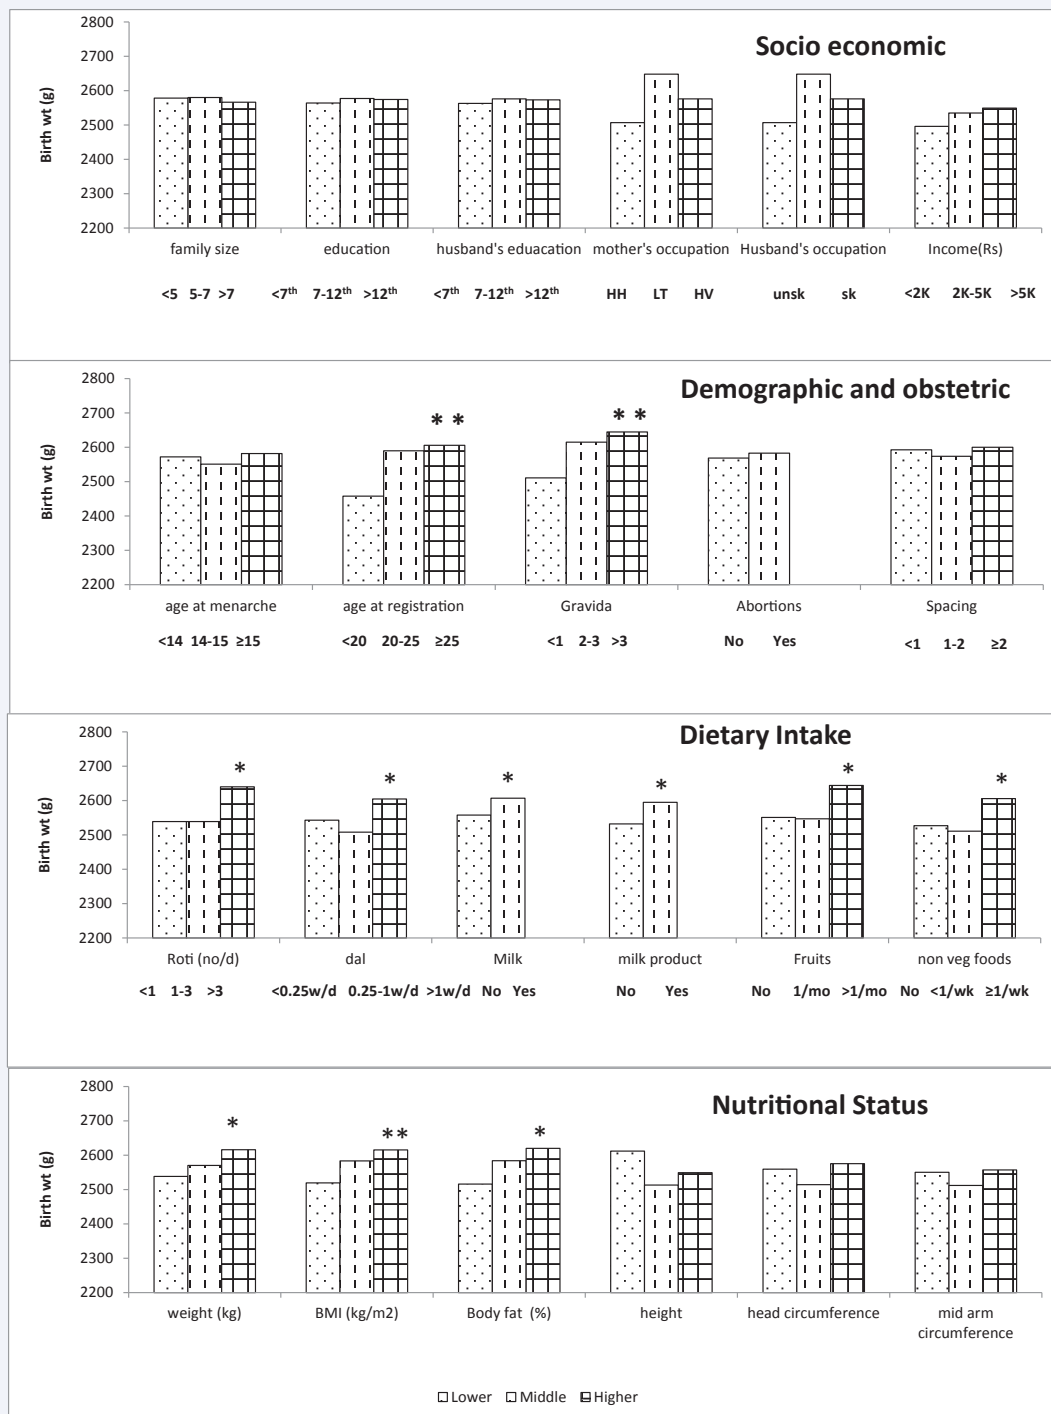 Socio economic
2800
2700
2600
2500
2400
2300
2200
Birth wt (g)
family size education husband's eduacation mother's occupation Husband's occupation Income(Rs)
<5 5-7 >7 <7th 7-12th >12th <7th 7-12th >12th HH LT HV unsk sk <2K 2K-5K >5K
Demographic and obstetric
2800
2700
2600
2500
2400
2300
2200
Birth wt (g)
* * * *
age at menarche age at registration Gravida Abortions Spacing
<14 14-15 ≥15 <20 20-25 ≥25 <1 2-3 >3 No Yes <1 1-2 ≥2
Dietary Intake
2800
2700
2600
2500
2400
2300
2200
Birth wt (g)
* * * * * *
Roti (no/d) dal Milk milk product Fruits non veg foods
<1 1-3 >3 <0.25w/d 0.25-1w/d >1w/d No Yes No Yes No 1/mo >1/mo No <1/wk ≥1/wk
Nutritional Status
2800
2700
2600
2500
2400
2300
2200
Birth wt (g)
* ** *
weight (kg) BMI (kg/m2) Body fat (%) height head circumference mid arm
circumference
Lower Middle Higher